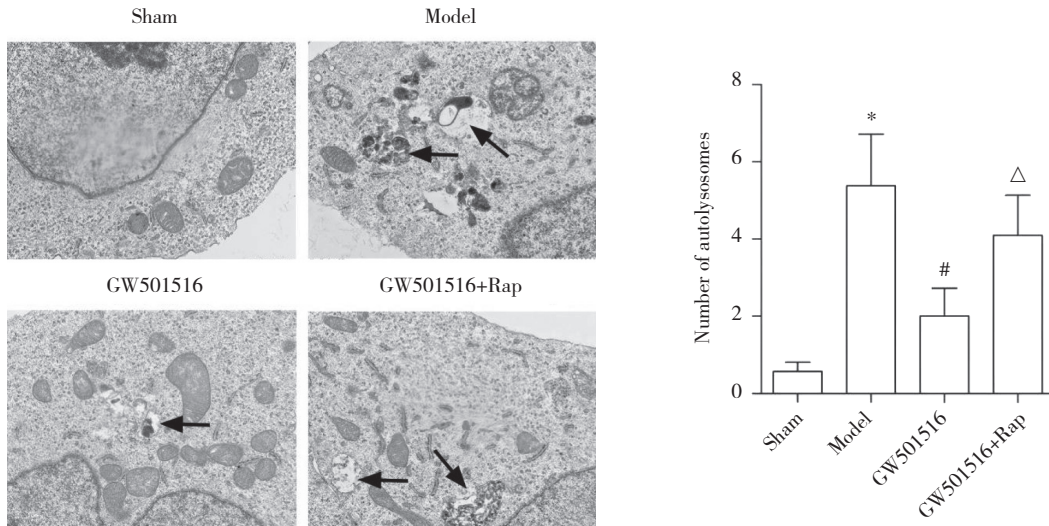 Sham
Model
GW501516
GW501516+Rap
Number of autolysosomes
8
6
4
2
0
*
#
△
Sham
Model
GW501516
GW501516+Rap